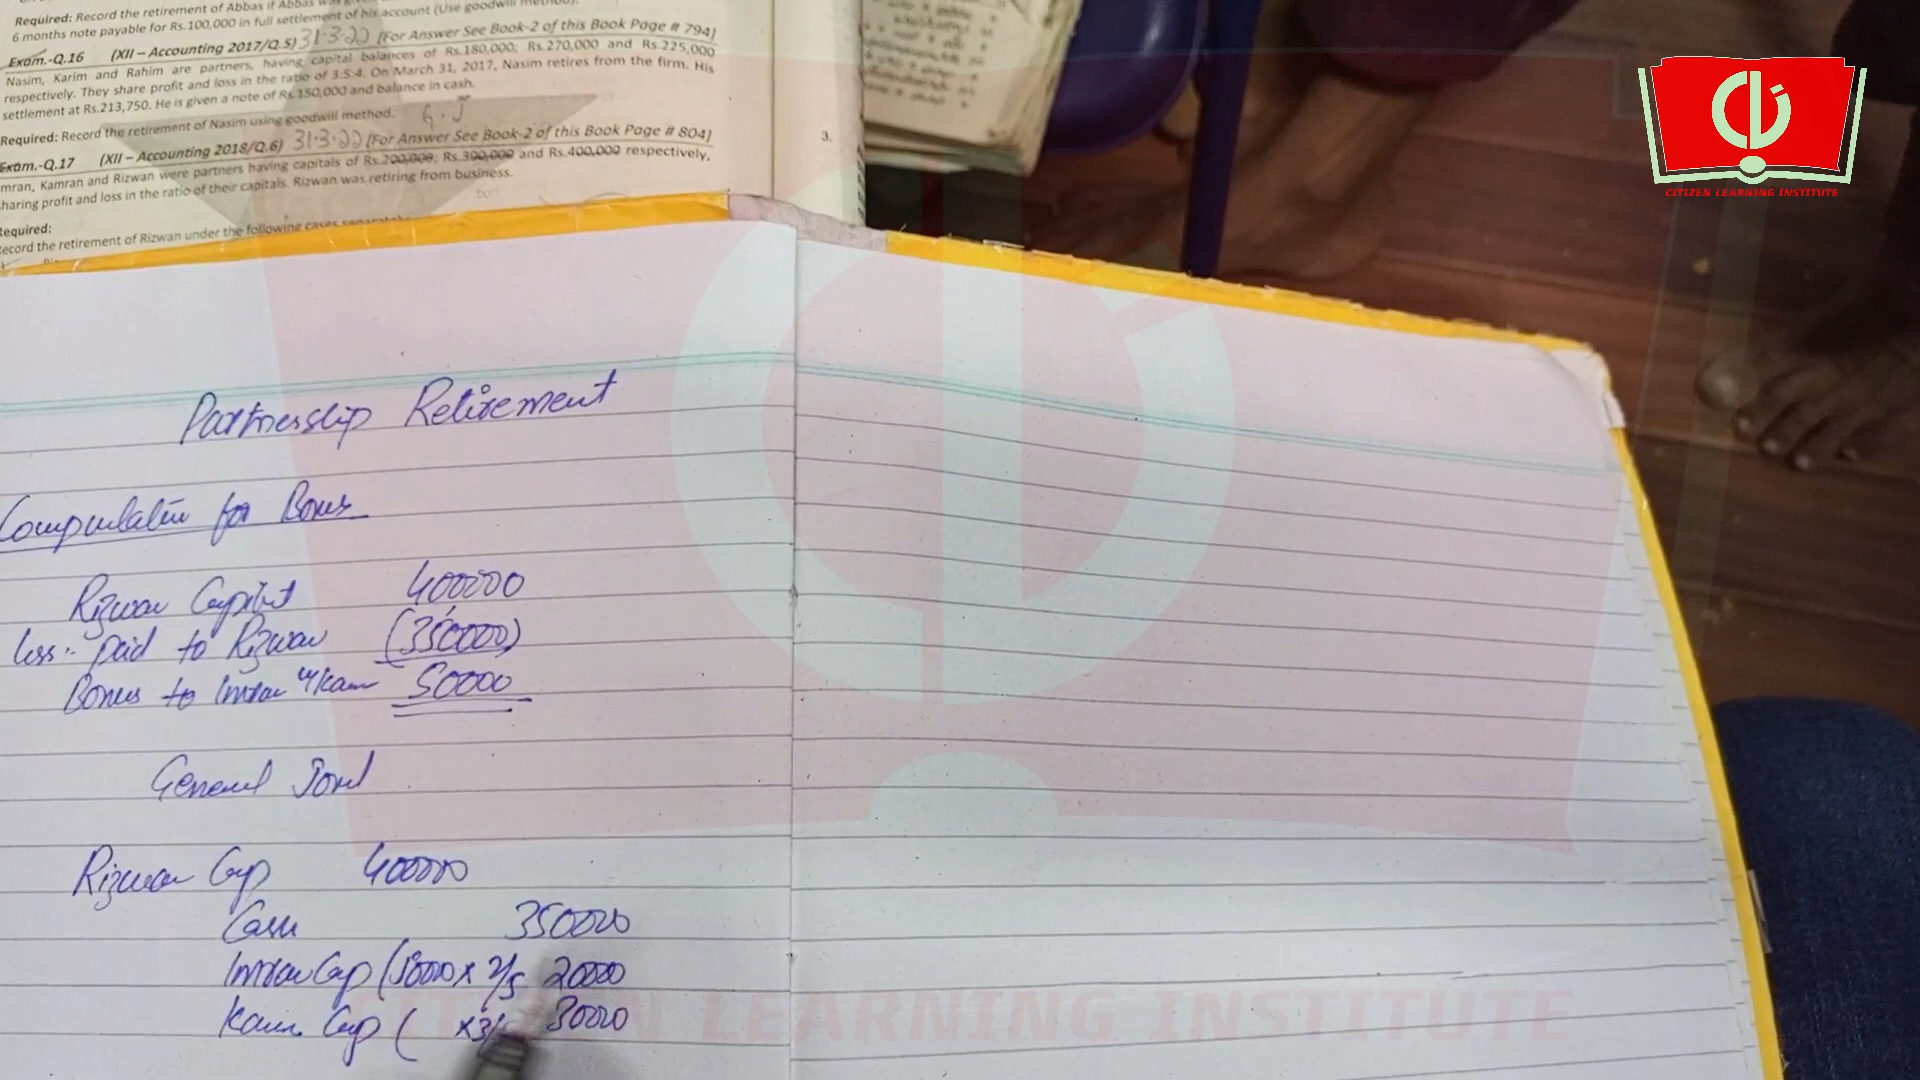 Required: Record the retirement of Abbas if Abbas was
6 months note payable for Rs.100,000 in full settlement of his account (Use goodwill method).
Exam.-Q.16 (XII – Accounting 2017/Q.5) 31.3.22 [For Answer See Book-2 of this Book Page # 794]
Nasim, Karim and Rahim are partners, having capital balances of Rs.180,000; Rs.270,000 and Rs.225,000
respectively. They share profit and loss in the ratio of 3:5:4. On March 31, 2017, Nasim retires from the firm. His
settlement at Rs.213,750. He is given a note of Rs.150,000 and balance in cash.
Required: Record the retirement of Nasim using goodwill method. G.J
Exam.-Q.17 (XII – Accounting 2018/Q.6) 31.3.22 [For Answer See Book-2 of this Book Page # 804]
mran, Kamran and Rizwan were partners having capitals of Rs.200,000; Rs.300,000 and Rs.400,000 respectively,
haring profit and loss in the ratio of their capitals. Rizwan was retiring from business.
equired:
ecord the retirement of Rizwan under the following cases
3.
CITIZEN LEARNING INSTITUTE
Partnership Retirement
Computation for Bonus
Rizwan Capital 400000
less: paid to Rizwan (350000)
Bonus to Imran 4/Kam 50000
General Jornl
Rizwan Cap 400000
Cash 350000
Imran Cap (50000 x 2/5 20000
Kam. Cap ( x3/ 30000
CITIZEN LEARNING INSTITUTE